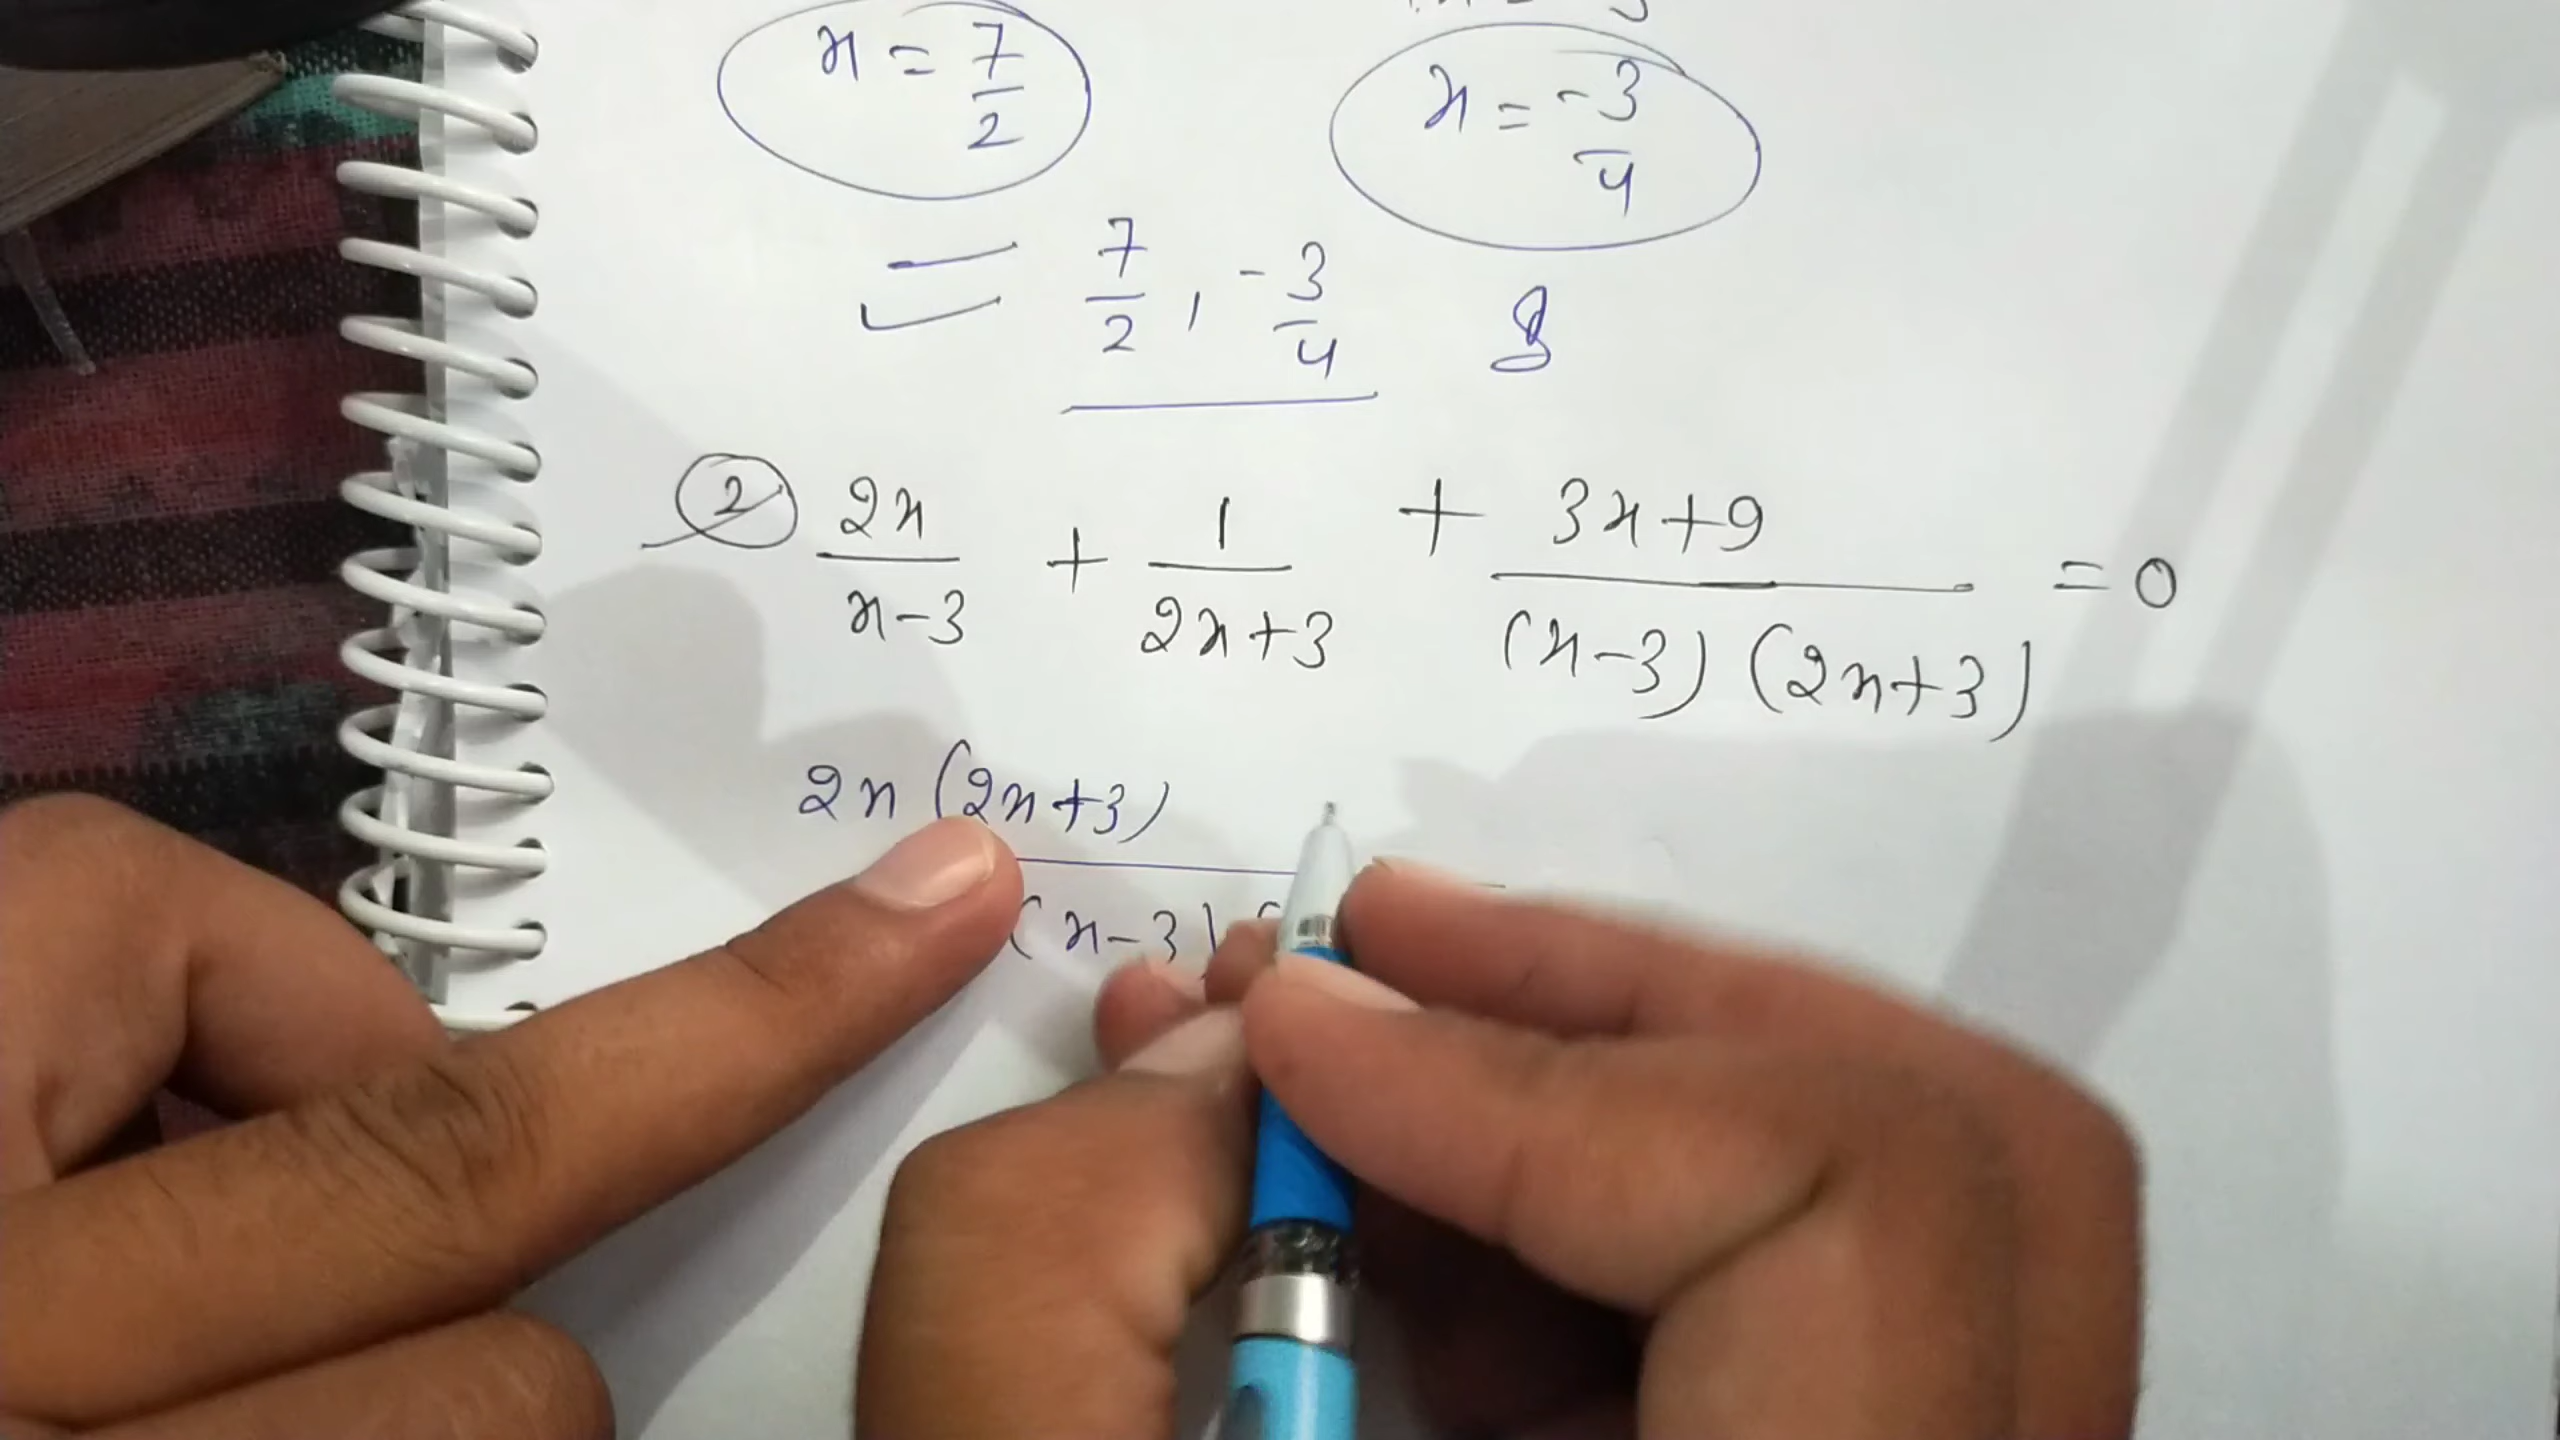 x = 7/2    x = -3/4
= 7/2 , -3/4
② 2x/x-3 + 1/2x+3 + 3x+9/(x-3)(2x+3) = 0
2x(2x+3)
(x-3)